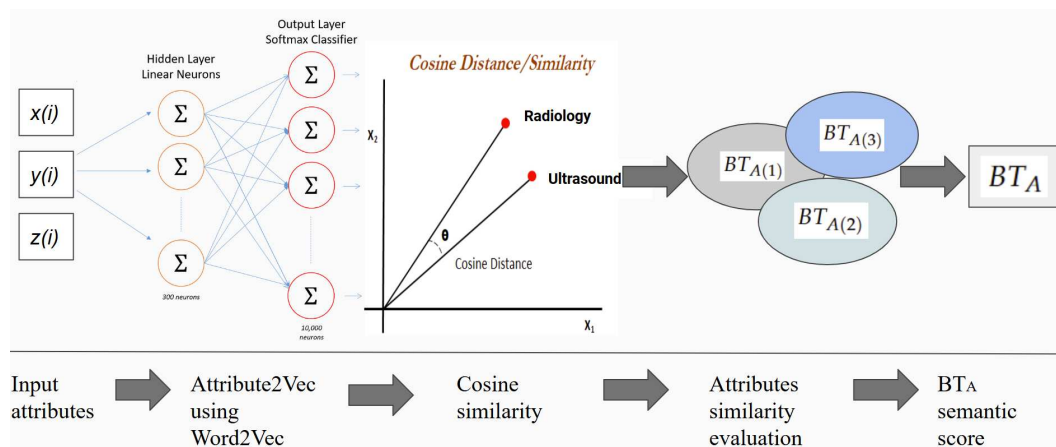 Output Layer
Softmax Classifier
Hidden Layer
Linear Neurons
Cosine Distance/Similarity
x(i)
y(i)
z(i)
Σ
Σ
Σ
300 neurons
Σ
Σ
Σ
Σ
10,000
neurons
X2
Radiology
Ultrasound
θ
Cosine Distance
X1
BTA(1)
BTA(3)
BTA(2)
BTA
Input
attributes
Attribute2Vec
using
Word2Vec
Cosine
similarity
Attributes
similarity
evaluation
BTA
semantic
score